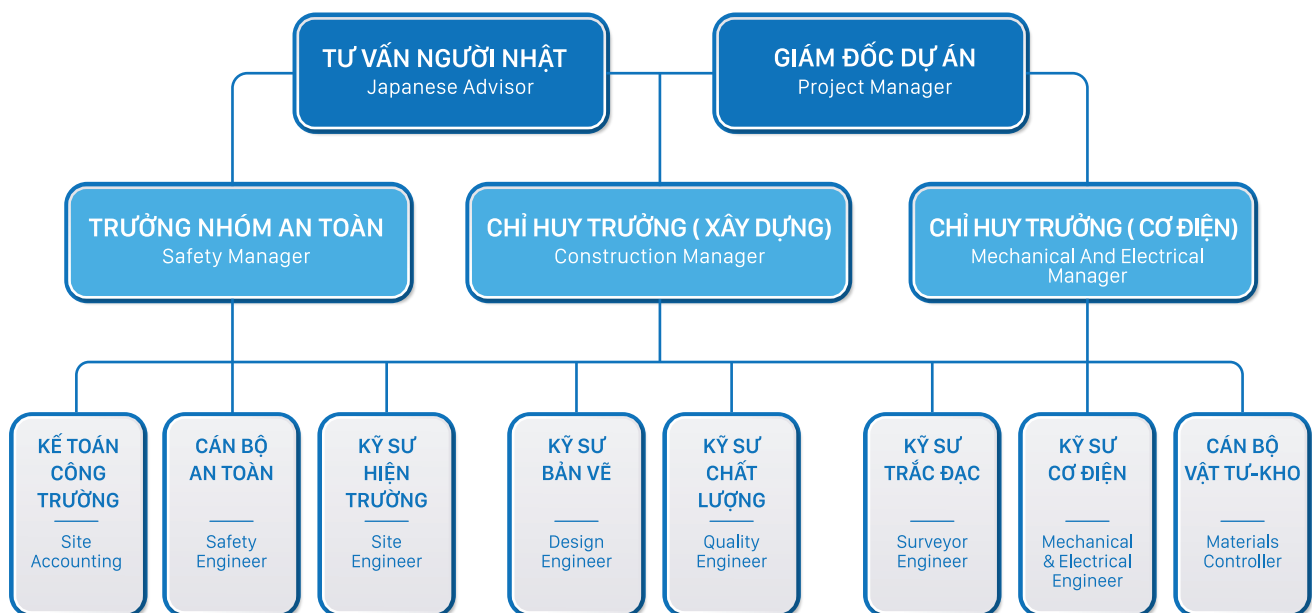 TƯ VẤN NGƯỜI NHẬT
Japanese Advisor
GIÁM ĐỐC DỰ ÁN
Project Manager
TRƯỞNG NHÓM AN TOÀN
Safety Manager
CHỈ HUY TRƯỞNG ( XÂY DỰNG)
Construction Manager
CHỈ HUY TRƯỞNG ( CƠ ĐIỆN)
Mechanical And Electrical
Manager
KẾ TOÁN
CÔNG
TRƯỜNG
Site
Accounting
CÁN BỘ
AN TOÀN
Safety
Engineer
KỸ SƯ
HIỆN
TRƯỜNG
Site
Engineer
KỸ SƯ
BẢN VẼ
Design
Engineer
KỸ SƯ
CHẤT
LƯỢNG
Quality
Engineer
KỸ SƯ
TRẮC ĐẠC
Surveyor
Engineer
KỸ SƯ
CƠ ĐIỆN
Mechanical
& Electrical
Engineer
CÁN BỘ
VẬT TƯ-KHO
Materials
Controller